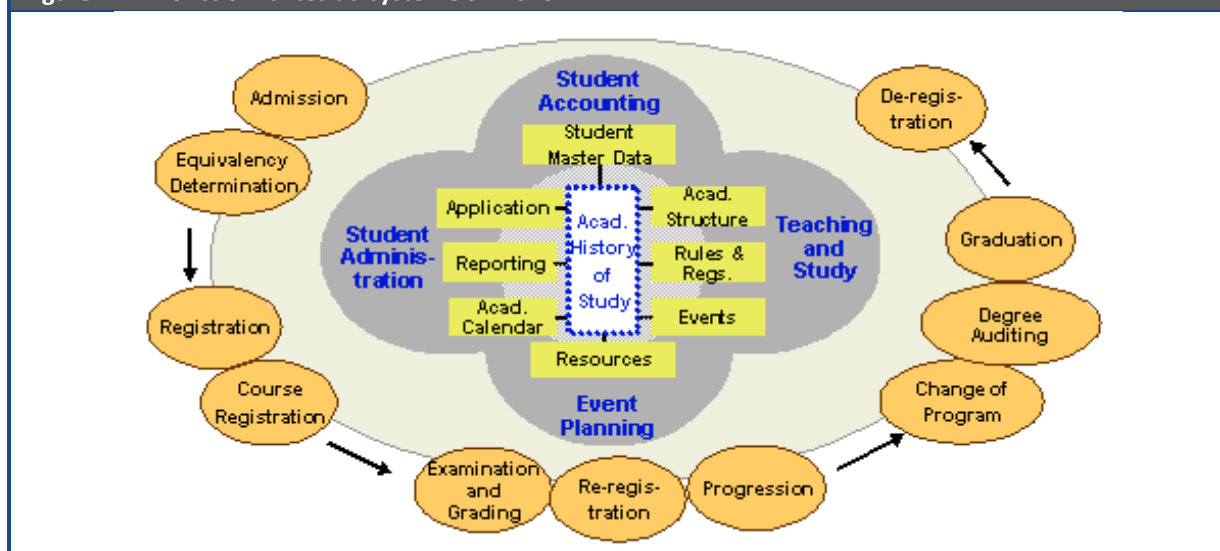 Student
Accounting
Student
Master Data
Application
Acad.
Structure
Student
Adminis-
tration
Reporting
Acad.
History
of
Study
Rules &
Regs.
Teaching
and
Study
Acad.
Calendar
Events
Resources
Event
Planning
Admission
Equivalency
Determination
Registration
Course
Registration
Examination
and
Grading
Re-regis-
tration
Progression
Change of
Program
Degree
Auditing
Graduation
De-regis-
tration